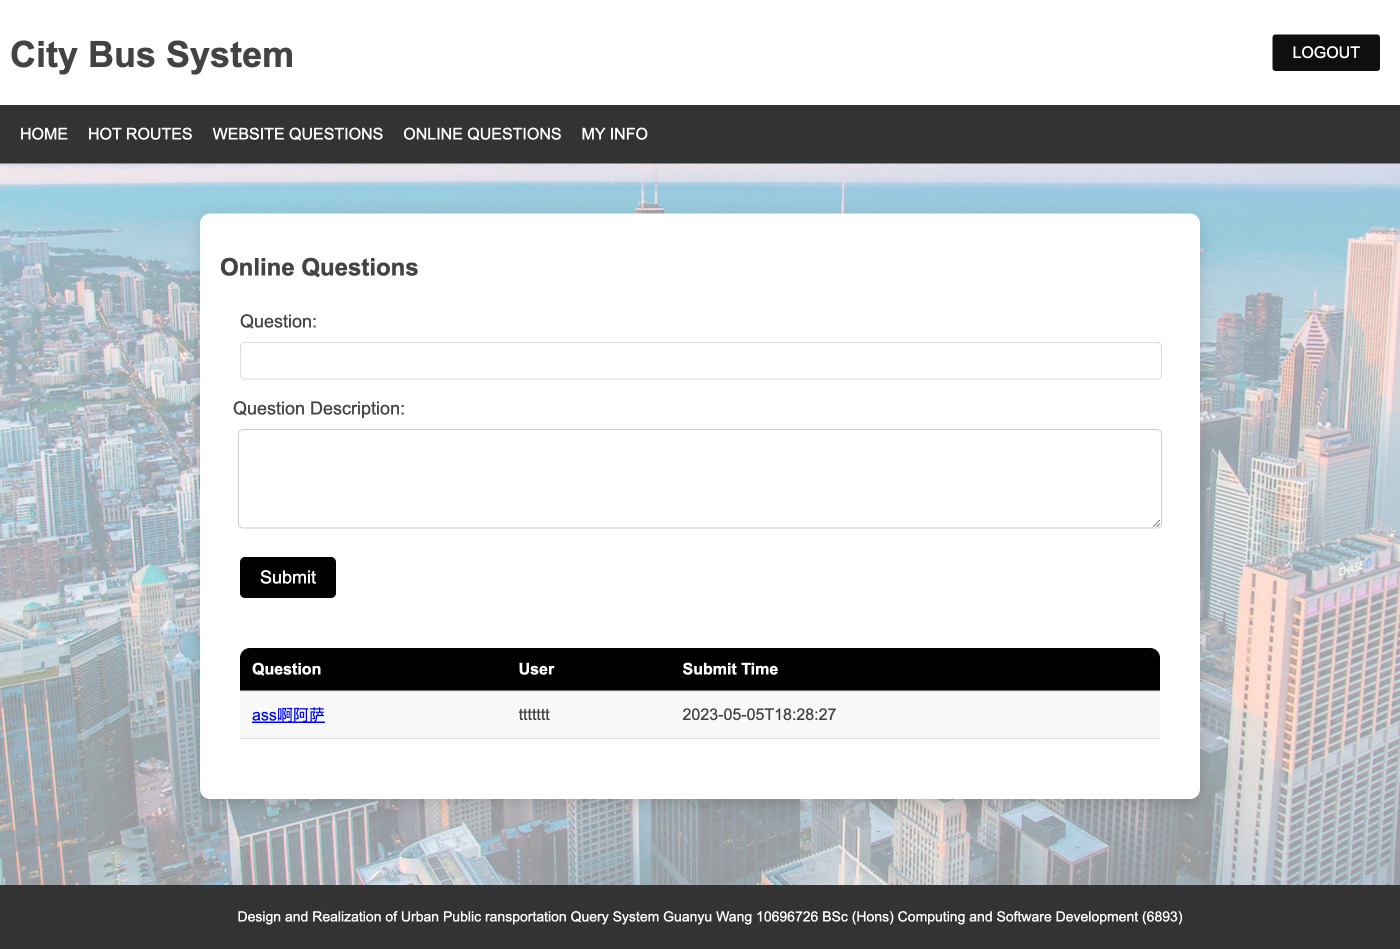 City Bus System
LOGOUT
HOME HOT ROUTES WEBSITE QUESTIONS ONLINE QUESTIONS MY INFO
Online Questions
Question:
Question Description:
CHASE
Submit
Question User Submit Time
ass啊阿萨 ttttttt 2023-05-05T18:28:27
Design and Realization of Urban Public ransportation Query System Guanyu Wang 10696726 BSc (Hons) Computing and Software Development (6893)